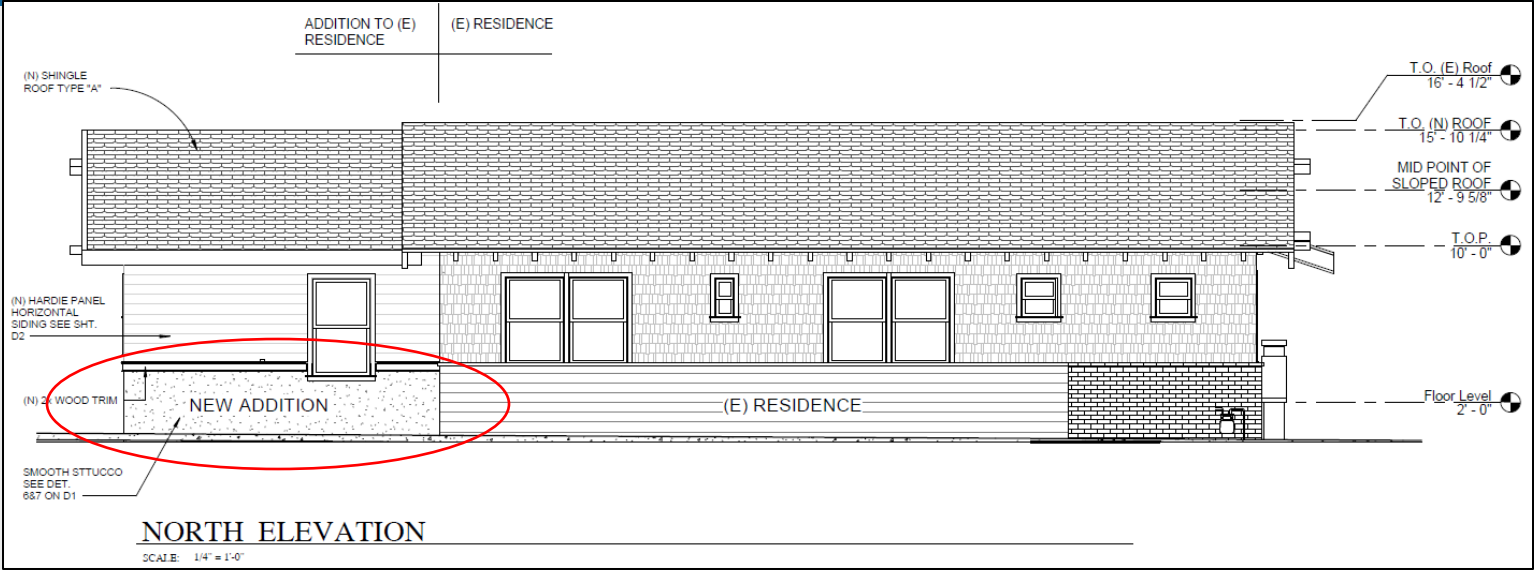 ADDITION TO (E)
RESIDENCE
(E) RESIDENCE
(N) SHINGLE
ROOF TYPE "A"
T.O. (E) Roof
16' - 4 1/2"
T.O. (N) ROOF
15' - 10 1/4"
MID POINT OF
SLOPED ROOF
12' - 9 5/8"
T.O.P.
10' - 0"
(N) HARDIE PANEL
HORIZONTAL
SIDING SEE SHT.
D2
(N) 2x WOOD TRIM
NEW ADDITION
(E) RESIDENCE
Floor Level
2' - 0"
SMOOTH STTUCCO
SEE DET.
6&7 ON D1
NORTH ELEVATION
SCALE: 1/4" = 1'-0"